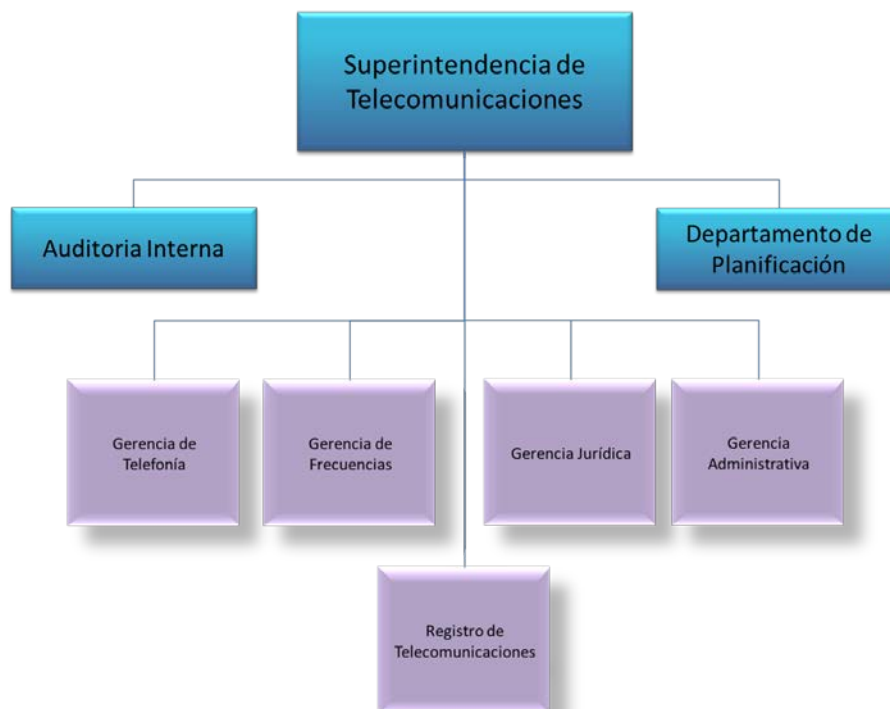 Superintendencia de
Telecomunicaciones
Auditoria Interna
Departamento de
Planificación
Gerencia de
Telefonía
Gerencia de
Frecuencias
Gerencia Jurídica
Gerencia
Administrativa
Registro de
Telecomunicaciones